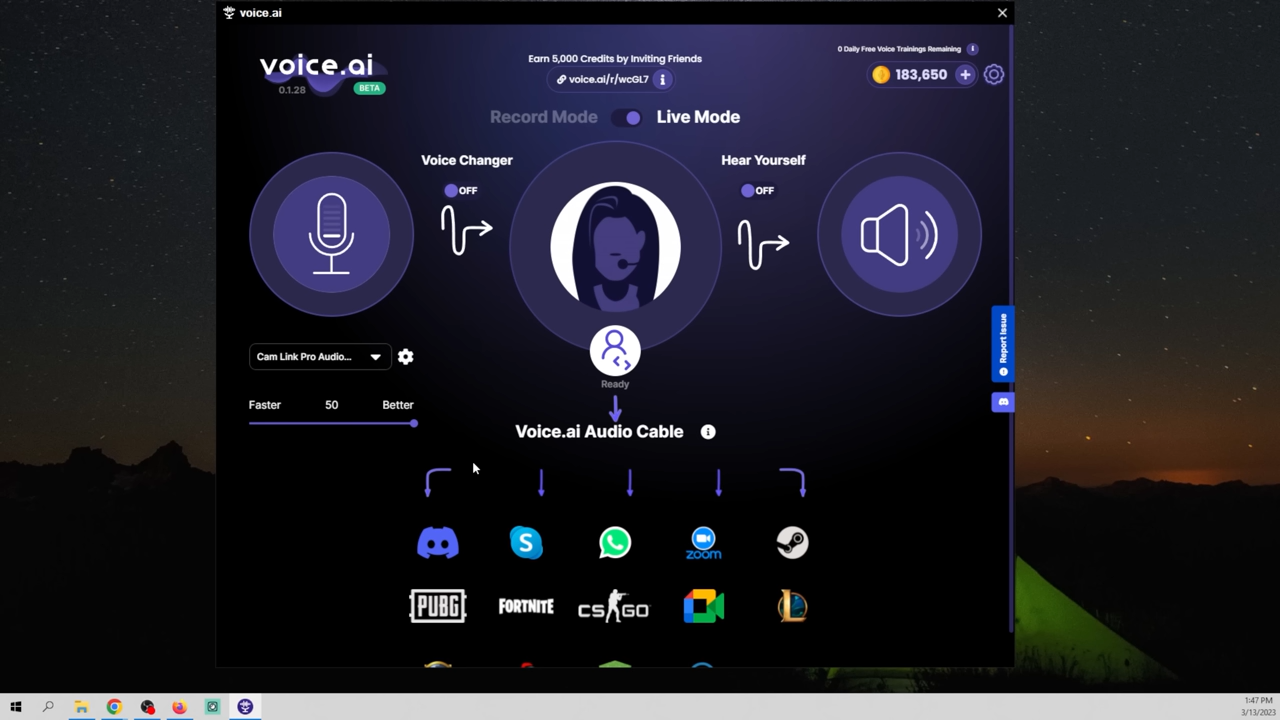 voice.ai
voice.ai
0.1.28
BETA
Earn 5,000 Credits by Inviting Friends
voice.ai/r/wcGL7
0 Daily Free Voice Trainings Remaining
183,650
Record Mode
Live Mode
Voice Changer
OFF
Hear Yourself
OFF
Report Issue
Cam Link Pro Audio...
Ready
Faster
50
Better
Voice.ai Audio Cable
S
zoom
PUBG
FORTNITE
CS GO
L
1:47 PM
3/13/2023